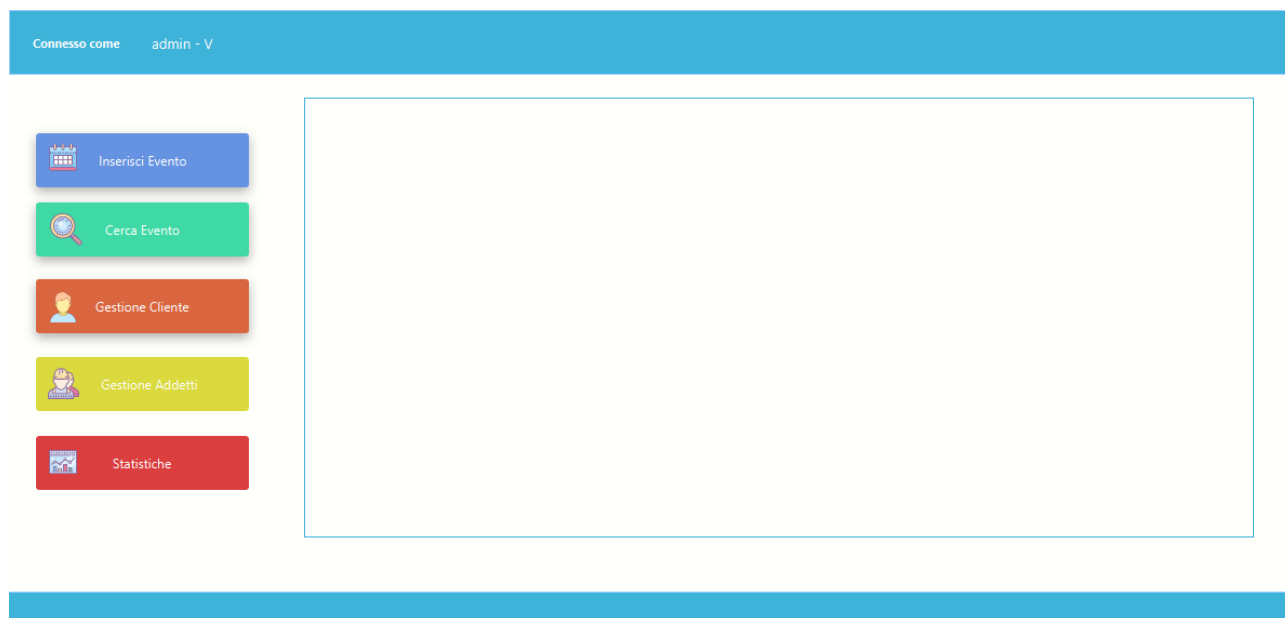 Connesso come admin - V
Inserisci Evento
Cerca Evento
Gestione Cliente
Gestione Addetti
Statistiche